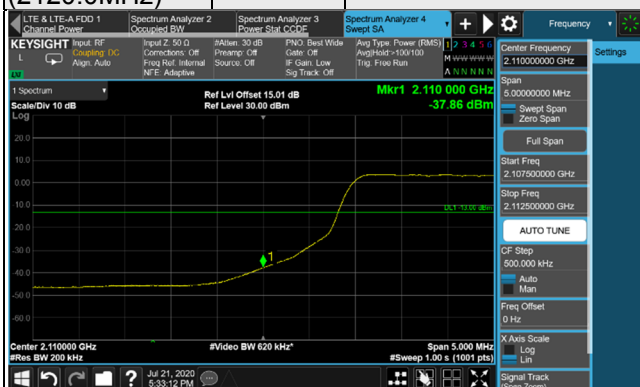 (2120.0MHz)
LTE & LTE-A FDD 1
Channel Power
Spectrum Analyzer 2
Occupied BW
Spectrum Analyzer 3
Power Stat CCDF
Spectrum Analyzer 4
Swept SA
Frequency
KEYSIGHT
L
Input: RF
Coupling: DC
Align: Auto
Input Z: 50 Ω
Corrections: Off
Freq Ref: Internal
NFE: Adaptive
#Atten: 30 dB
Preamp: Off
Source: Off
PNO: Best Wide
Gate: Off
IF Gain: Low
Sig Track: Off
Avg Type: Power (RMS)
Avg|Hold:>100/100
Trig: Free Run
1 2 3 4 5 6
M W W W W W
A N N N N N
1 Spectrum
Scale/Div 10 dB
Log
Ref Lvl Offset 15.01 dB
Ref Level 30.00 dBm
Mkr1 2.110 000 GHz
-37.86 dBm
20.0
10.0
0.00
-10.0
DL1 -13.00 dBm
-20.0
-30.0
1
-40.0
-50.0
-60.0
Center 2.110000 GHz
#Res BW 200 kHz
#Video BW 620 kHz*
Span 5.000 MHz
#Sweep 1.00 s (1001 pts)
Jul 21, 2020
5:33:12 PM
Center Frequency
2.110000000 GHz
Settings
Span
5.00000000 MHz
Swept Span
Zero Span
Full Span
Start Freq
2.107500000 GHz
Stop Freq
2.112500000 GHz
AUTO TUNE
CF Step
500.000 kHz
Auto
Man
Freq Offset
0 Hz
X Axis Scale
Log
Lin
Signal Track
(Span Zoom)